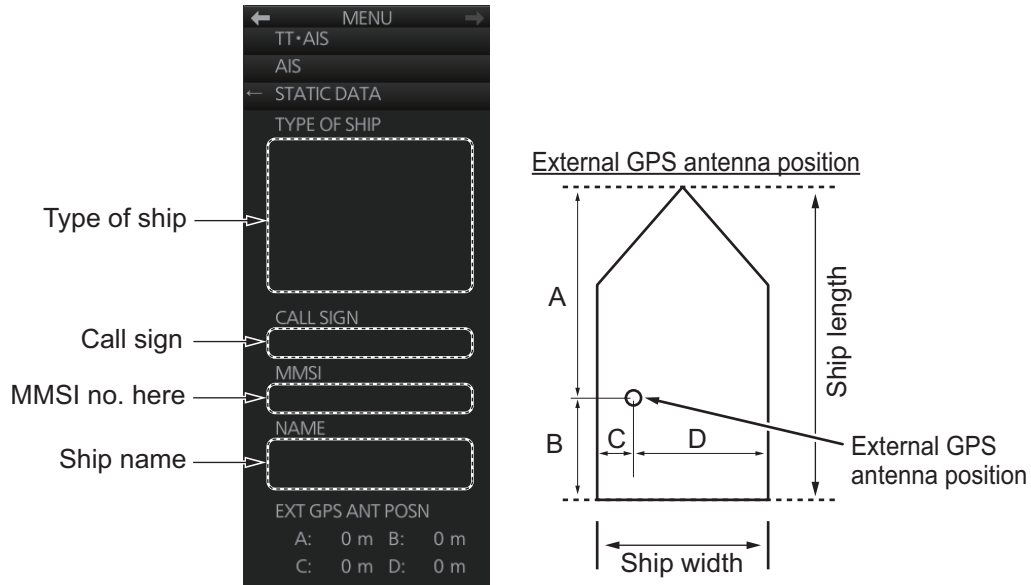 MENU
TT•AIS
AIS
← STATIC DATA
TYPE OF SHIP
Type of ship
CALL SIGN
Call sign
MMSI
MMSI no. here
NAME
Ship name
EXT GPS ANT POSN
A: 0 m B: 0 m
C: 0 m D: 0 m
External GPS antenna position
A
B
C
D
Ship length
External GPS
antenna position
Ship width